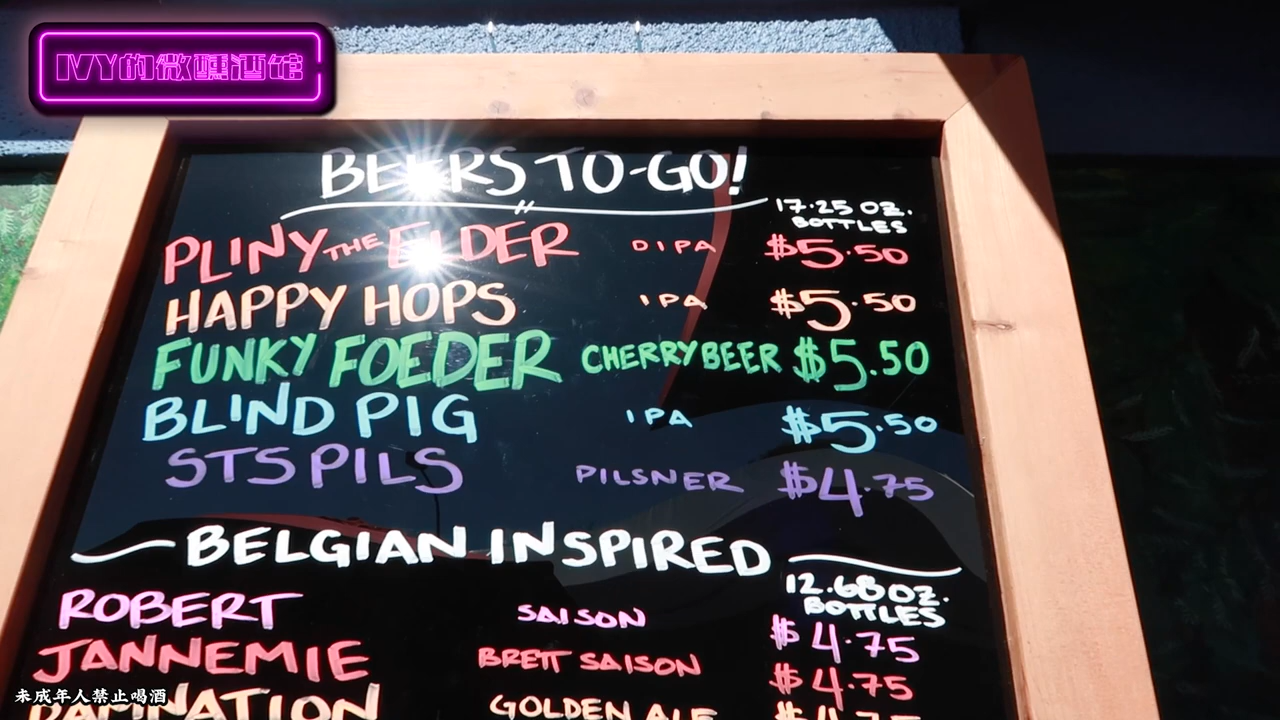 IVY的微醺酒馆
BEERS TO-GO!
17.25 OZ.
BOTTLES
PLINY THE ELDER DIPA $5.50
HAPPY HOPS IPA $5.50
FUNKY FOEDER CHERRY BEER $5.50
BLIND PIG IPA $5.50
STS PILS PILSNER $4.75
BELGIAN INSPIRED
12.68 OZ.
BOTTLES
ROBERT SAISON $4.75
JANNEMIE BRETT SAISON $4.75
DAMNATION GOLDEN ALE $4.75
未成年人禁止喝酒